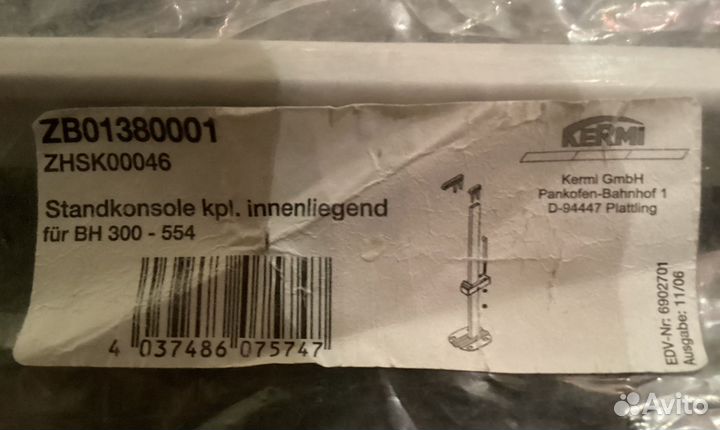 ZB01380001
ZHSK00046
Standkonsole kpl. innenliegend
für BH 300 - 554
4 037486 075747
KERMI
Kermi GmbH
Pankofen-Bahnhof 1
D-94447 Plattling
EDV-Nr: 6902701
Ausgabe: 11/06
Avito